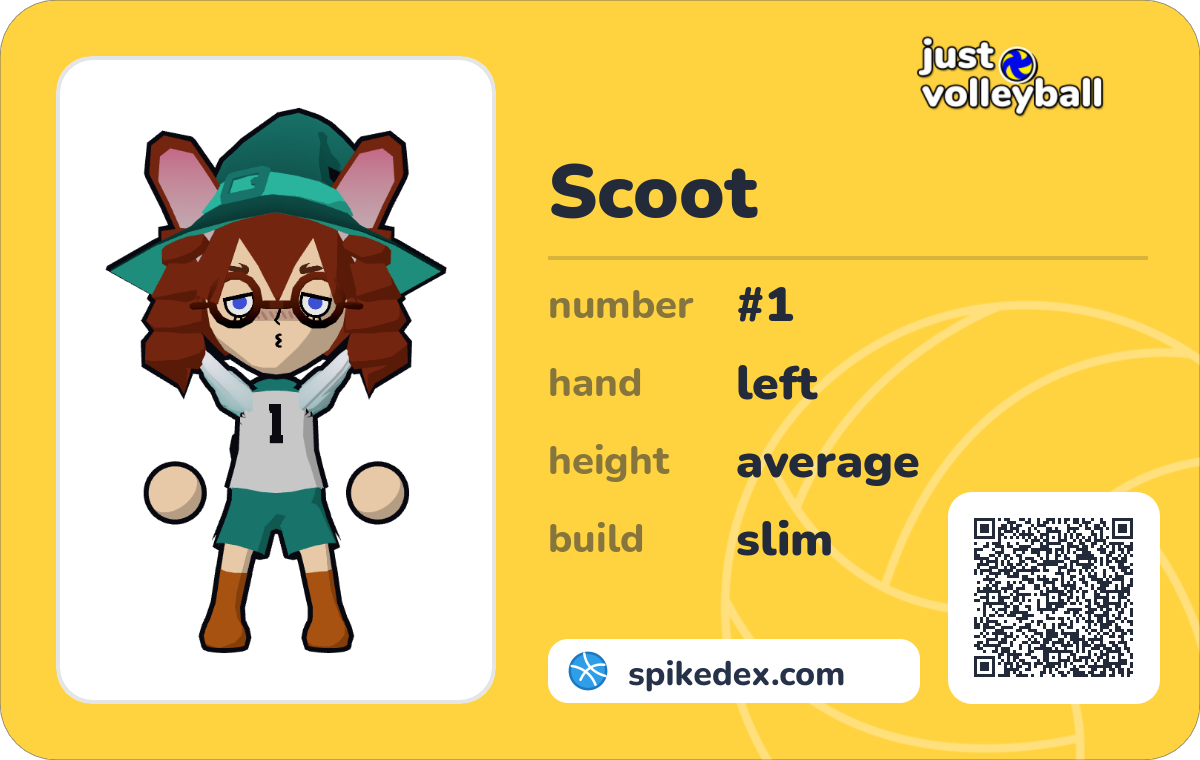 just
volleyball
Scoot
number #1
hand left
height average
build slim
1
spikedex.com